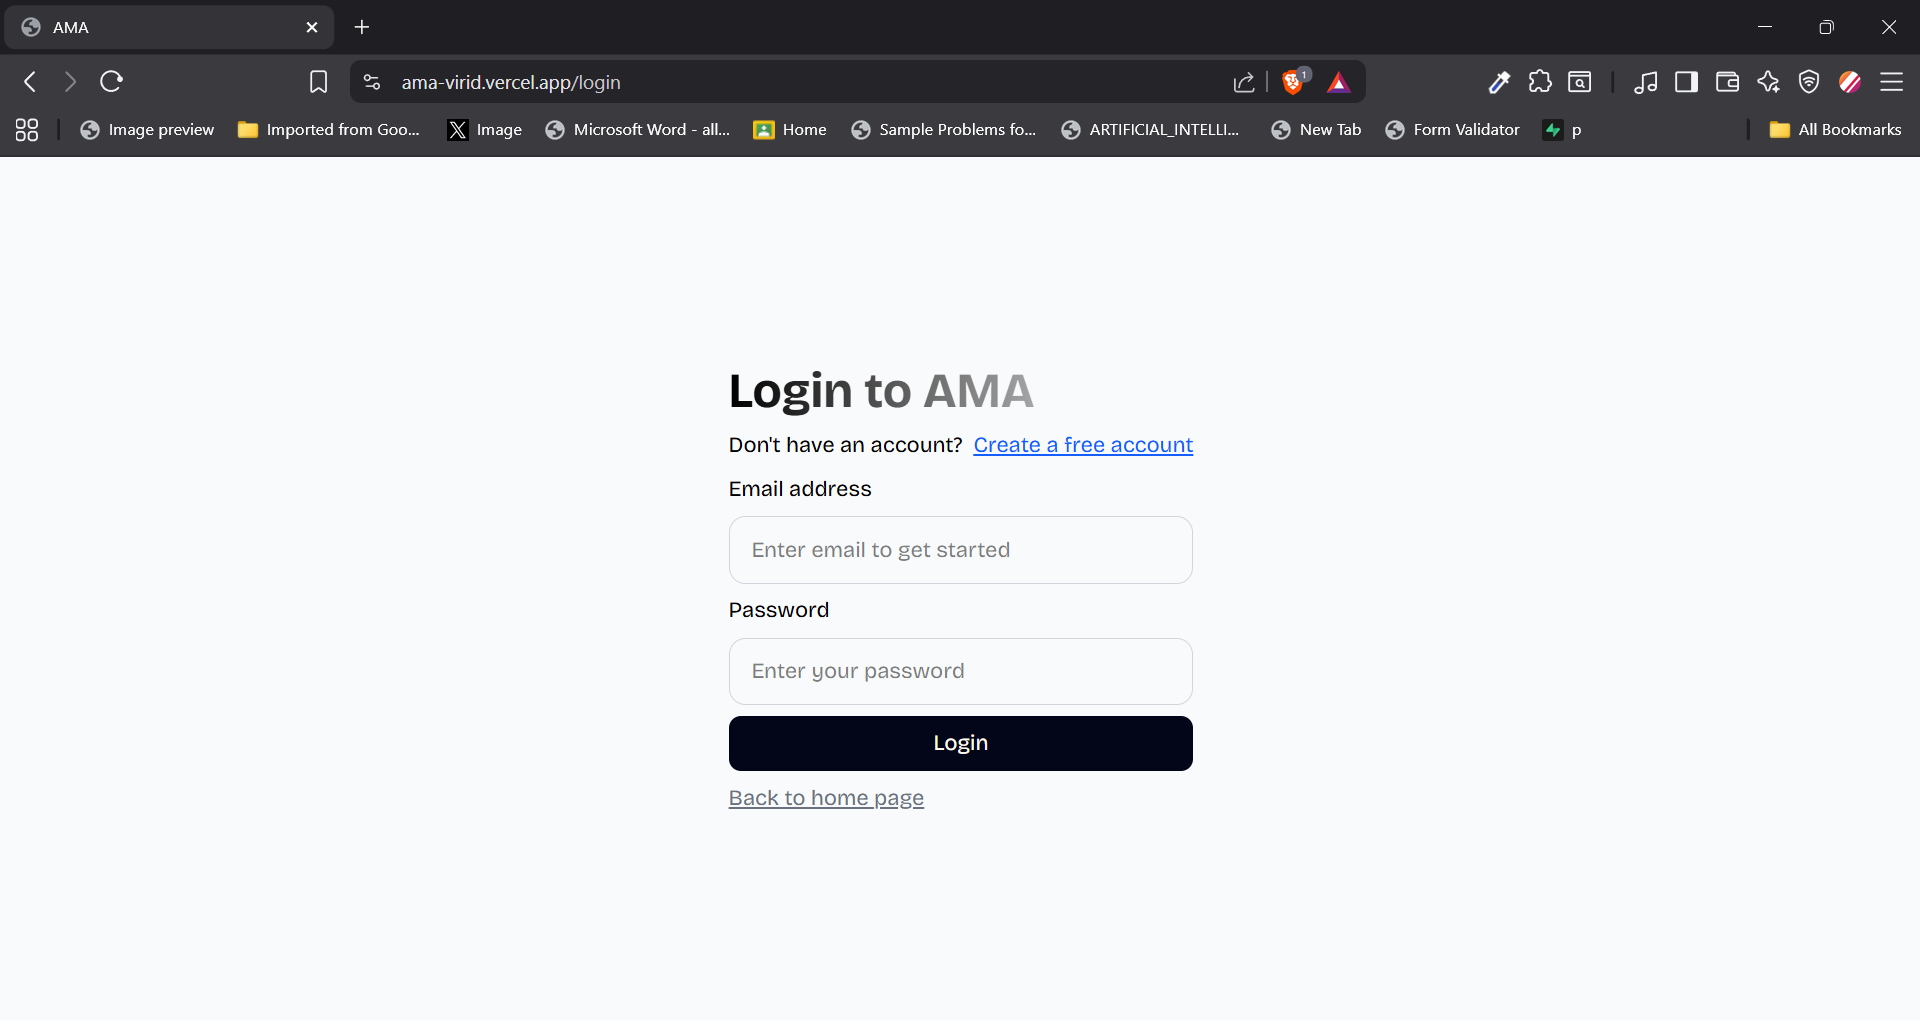 AMA
ama-virid.vercel.app/login
1
Image preview
Imported from Goo...
Image
Microsoft Word - all...
Home
Sample Problems fo...
ARTIFICIAL_INTELLI...
New Tab
Form Validator
p
All Bookmarks
Login to AMA
Don't have an account? Create a free account
Email address
Enter email to get started
Password
Enter your password
Login
Back to home page